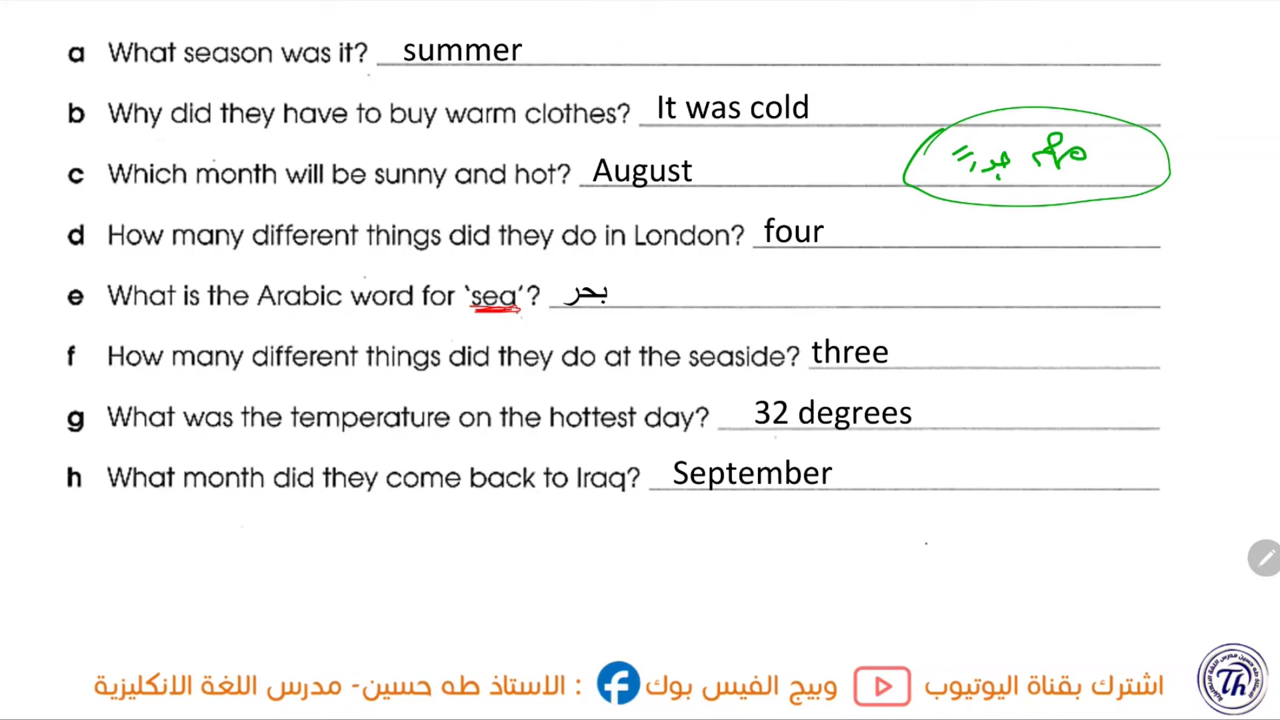 a What season was it? summer
b Why did they have to buy warm clothes? It was cold
مهم جداً
c Which month will be sunny and hot? August
d How many different things did they do in London? four
e What is the Arabic word for ‘sea’? بحر
f How many different things did they do at the seaside? three
g What was the temperature on the hottest day? 32 degrees
h What month did they come back to Iraq? September
اشترك بقناة اليوتيوب وبيج الفيس بوك : الاستاذ طه حسين- مدرس اللغة الانكليزية
Th